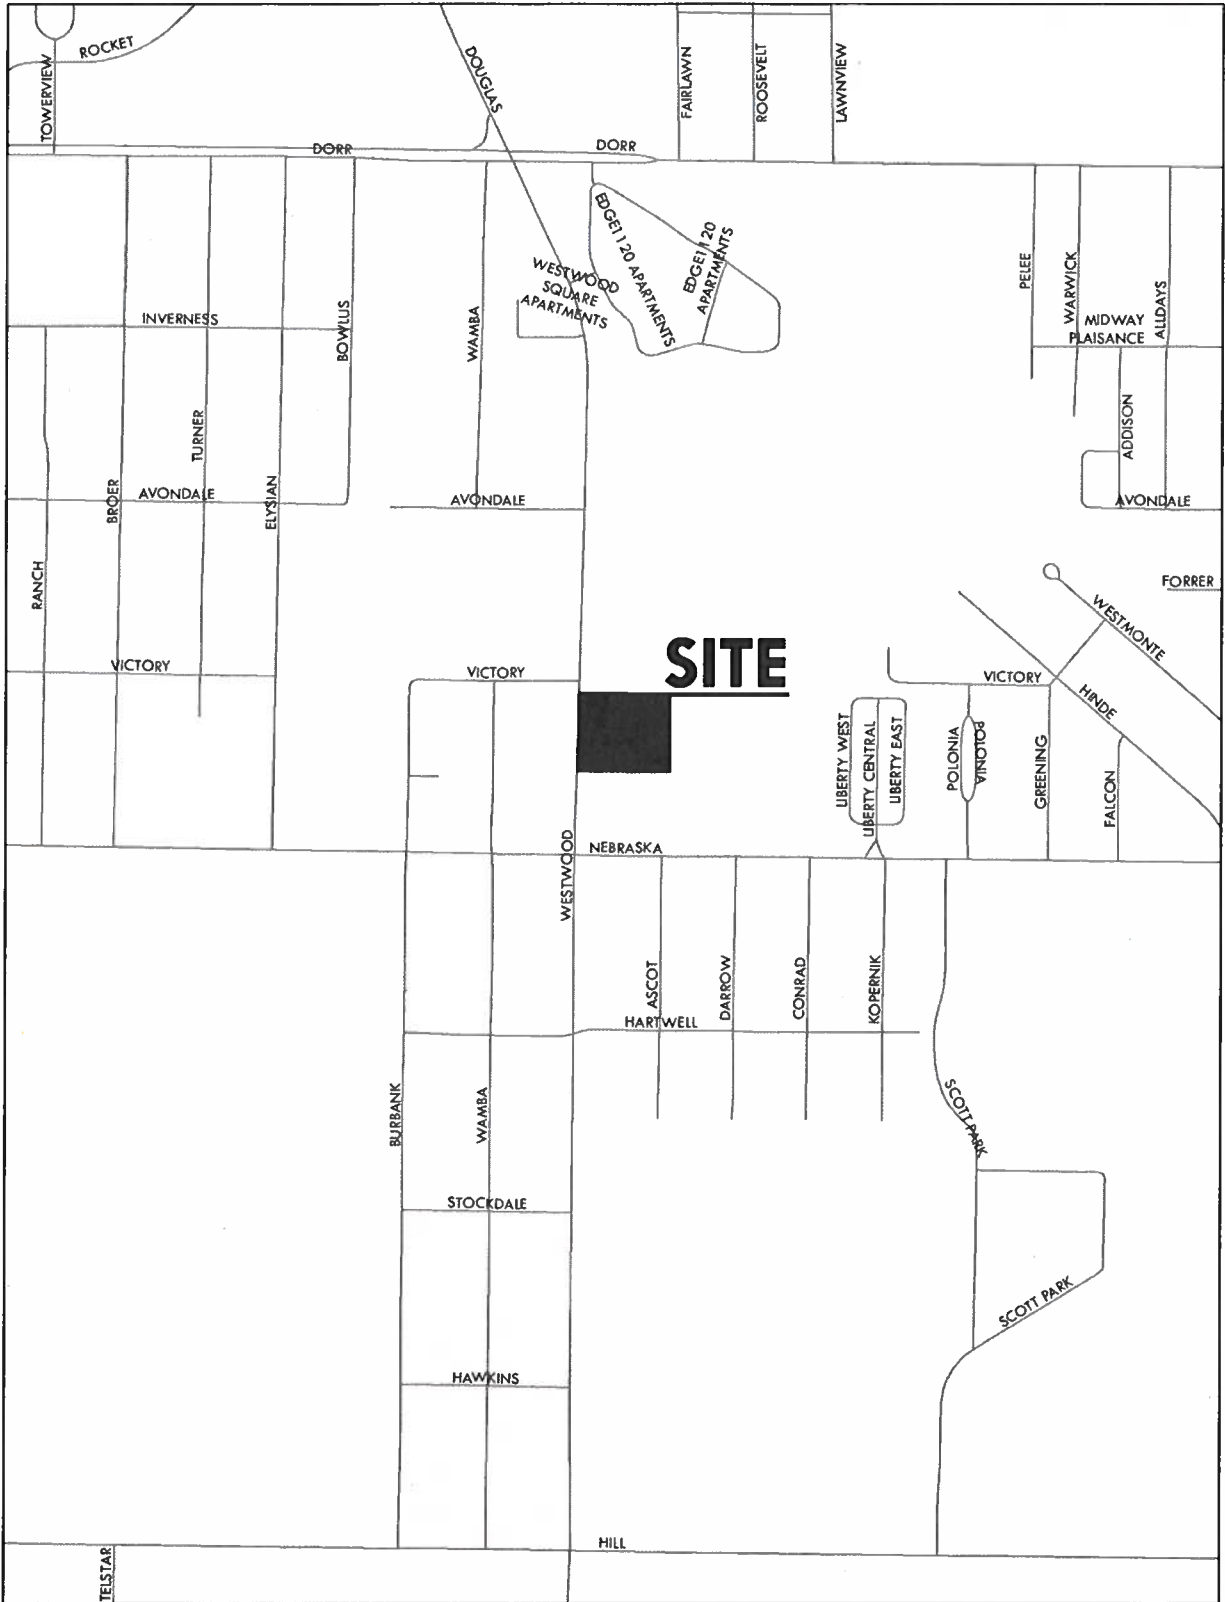 ROCKET
TOWERVIEW
DOUGLAS
FAIRLAWN
ROOSEVELT
LAWNVIEW
DORR
DORR
EDGE1120 APARTMENTS
EDGE1120
APARTMENTS
WESTWOOD
SQUARE
APARTMENTS
PELEE
WARWICK
ALLDAYS
MIDWAY
PLAISANCE
INVERNESS
BOWLUS
WAMBA
TURNER
ADDISON
BROER
AVONDALE
ELYSIAN
AVONDALE
AVONDALE
RANCH
FORRER
WESTMONTE
SITE
VICTORY
VICTORY
VICTORY
HINDE
LIBERTY WEST
LIBERTY CENTRAL
LIBERTY EAST
POLONIA
POLONIA
GREENING
FALCON
WESTWOOD
NEBRASKA
ASCOT
DARROW
CONRAD
KOPERNIK
HARTWELL
BURBANK
WAMBA
SCOTT PARK
STOCKDALE
SCOTT PARK
HAWKINS
HILL
TELSTAR